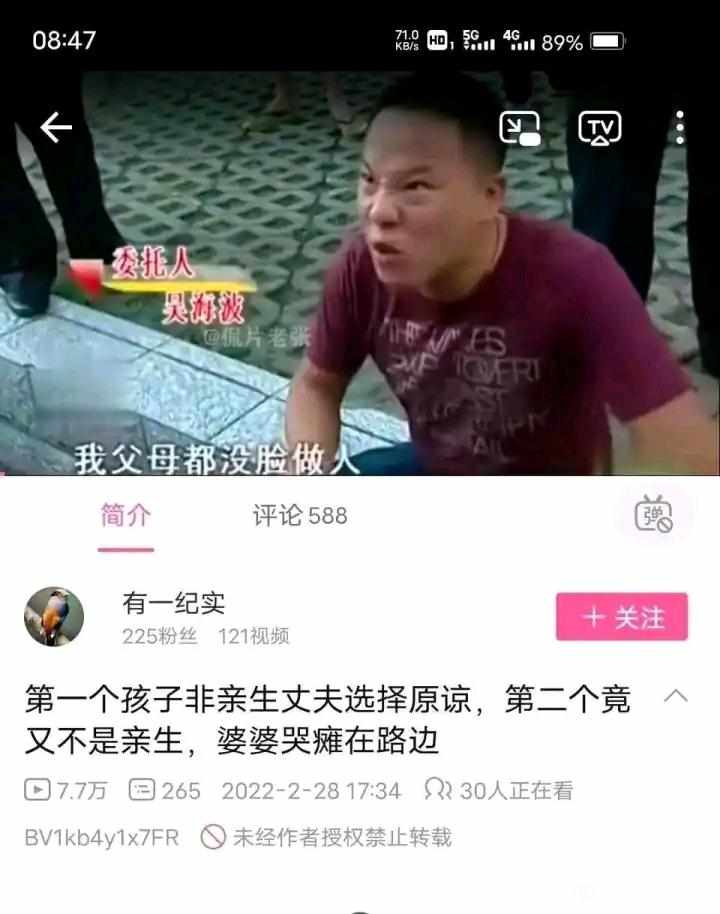 08:47
71.0 KB/s HD 1 5G 4G 89%
TV
委托人
吴海波
@侃片老张
我父母都没脸做人
简介 评论 588
弹
有一纪实
225粉丝 121视频
+ 关注
第一个孩子非亲生丈夫选择原谅，第二个竟
又不是亲生，婆婆哭瘫在路边
7.7万 265 2022-2-28 17:34 30人正在看
BV1kb4y1x7FR 未经作者授权禁止转载